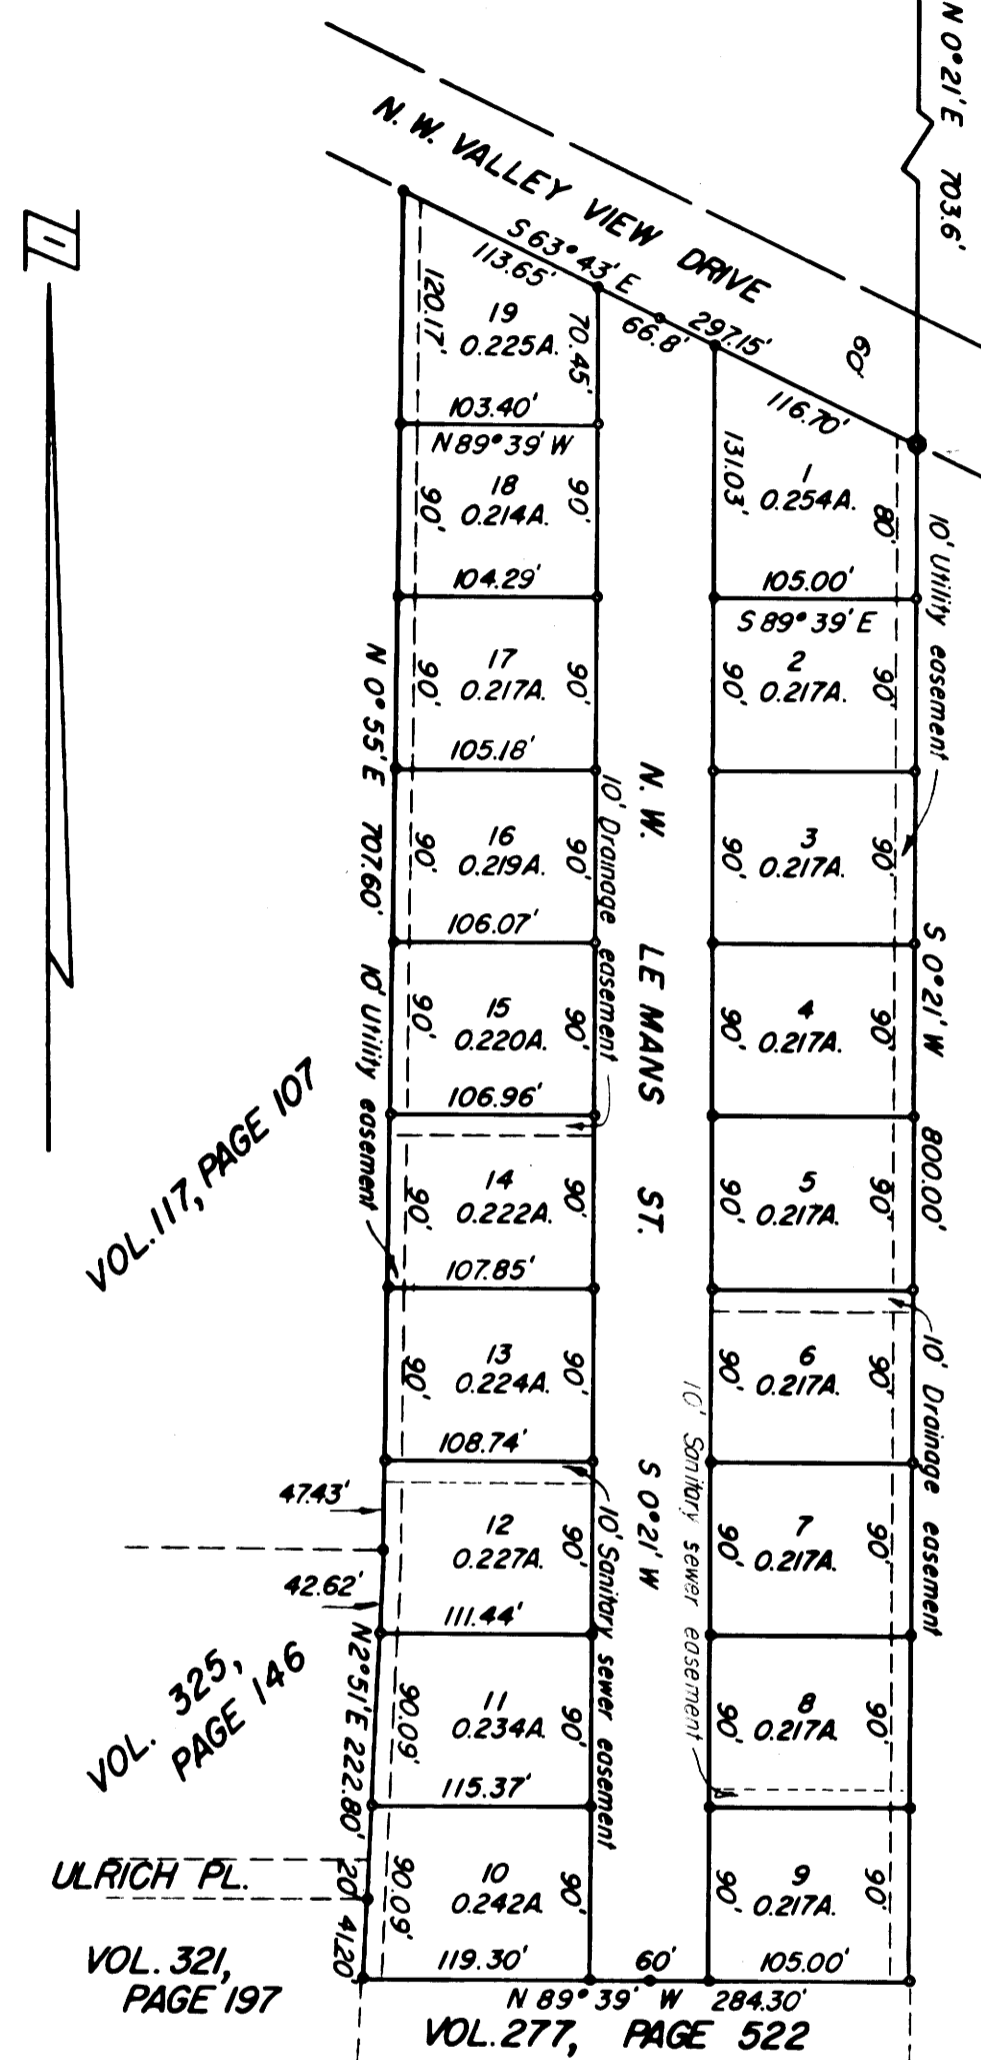 N 0°21'E 703.6'
N. W. VALLEY VIEW DRIVE
S 63°43' E
297.15'
113.65'
66.8'
116.70'
60'
120.17'
19
0.225A.
70.45'
103.40'
N 89°39' W
131.03'
1
0.254A.
80'
105.00'
S 89°39' E
10' Utility easement
90'
18
0.214A.
90'
104.29'
90'
2
0.217A.
90'
90'
17
0.217A.
90'
105.18'
90'
3
0.217A.
90'
90'
16
0.219A.
90'
106.07'
90'
4
0.217A.
90'
90'
15
0.220A.
90'
106.96'
90'
5
0.217A.
90'
90'
14
0.222A.
90'
107.85'
90'
6
0.217A.
90'
90'
13
0.224A.
90'
108.74'
90'
7
0.217A.
90'
12
0.227A.
90'
111.44'
90'
8
0.217A.
90'
90.09'
11
0.234A.
90'
115.37'
90'
9
0.217A.
90'
90.09'
10
0.242A.
90'
119.30'
60'
105.00'
N. W. LE MANS ST.
S 0°21' W
10' Drainage easement
10' Sanitary sewer easement
10' Sanitary sewer easement
S 0°21' W 800.00'
10' Drainage easement
N 0°55' E 707.60'
10' Utility easement
VOL. 117, PAGE 107
47.43'
42.62'
N2°51'E 222.80'
VOL. 325,
PAGE 146
ULRICH PL.
20'
41.20'
VOL. 321,
PAGE 197
N 89°39' W 284.30'
VOL. 277, PAGE 522